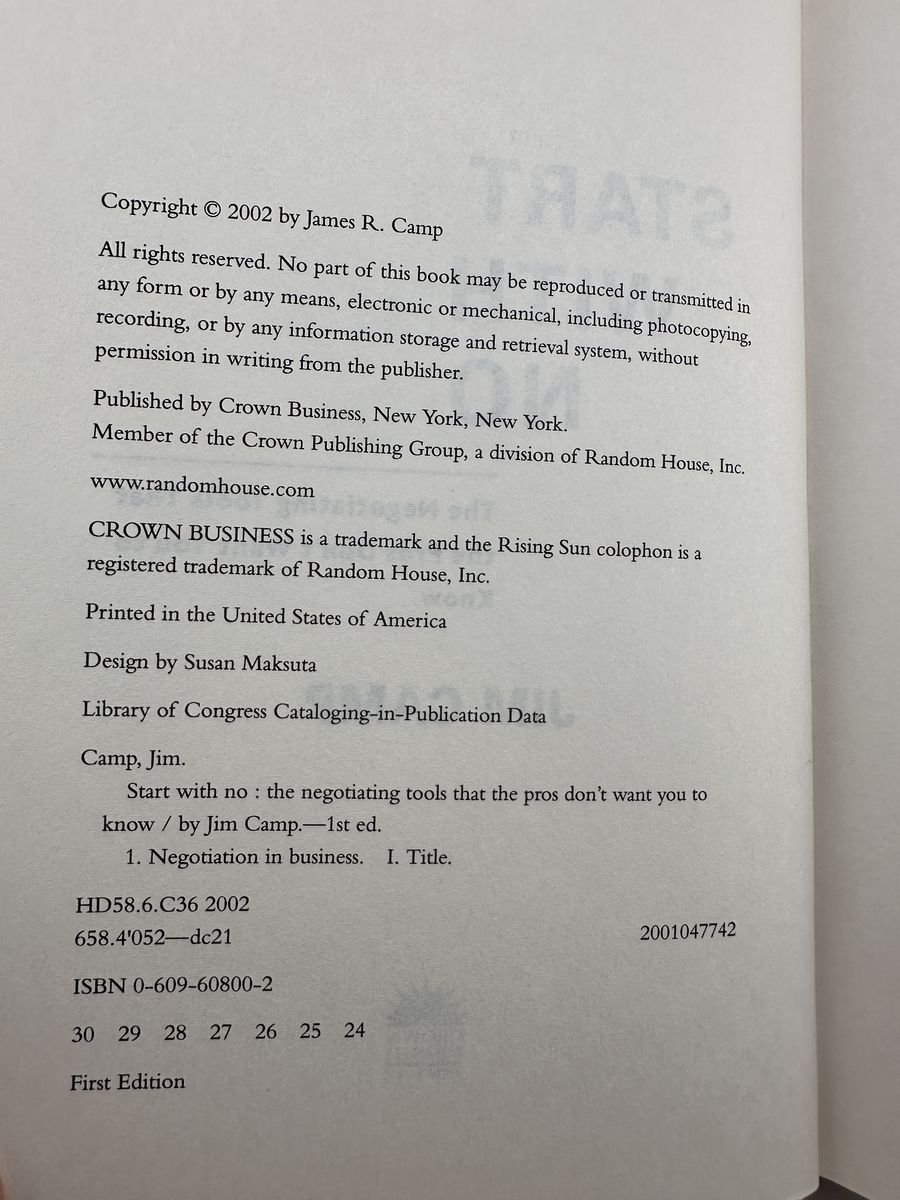 Copyright © 2002 by James R. Camp
All rights reserved. No part of this book may be reproduced or transmitted in
any form or by any means, electronic or mechanical, including photocopying,
recording, or by any information storage and retrieval system, without
permission in writing from the publisher.
Published by Crown Business, New York, New York.
Member of the Crown Publishing Group, a division of Random House, Inc.
www.randomhouse.com
CROWN BUSINESS is a trademark and the Rising Sun colophon is a
registered trademark of Random House, Inc.
Printed in the United States of America
Design by Susan Maksuta
Library of Congress Cataloging-in-Publication Data
Camp, Jim.
Start with no : the negotiating tools that the pros don't want you to
know / by Jim Camp.—1st ed.
1. Negotiation in business. I. Title.
HD58.6.C36 2002
658.4'052—dc21 2001047742
ISBN 0-609-60800-2
30 29 28 27 26 25 24
First Edition